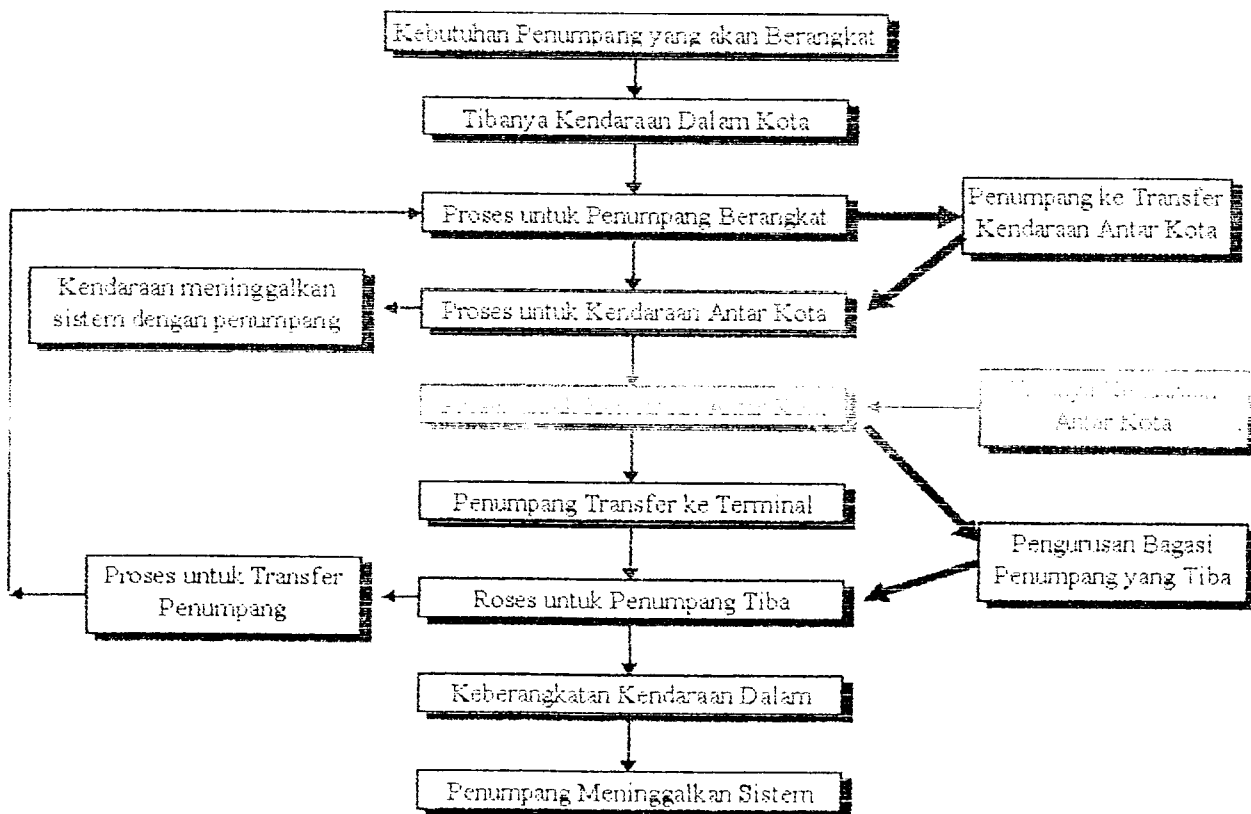 Kebutuhan Penumpang yang akan Berangkat
Tibanya Kendaraan Dalam Kota
Proses untuk Penumpang Berangkat
Penumpang ke Transfer
Kendaraan Antar Kota
Kendaraan meninggalkan
sistem dengan penumpang
Proses untuk Kendaraan Antar Kota
Antar Kota
Antar Kota
Penumpang Transfer ke Terminal
Pengurusan Bagasi
Penumpang yang Tiba
Proses untuk Transfer
Penumpang
Roses untuk Penumpang Tiba
Keberangkatan Kendaraan Dalam
Penumpang Meninggalkan Sistem